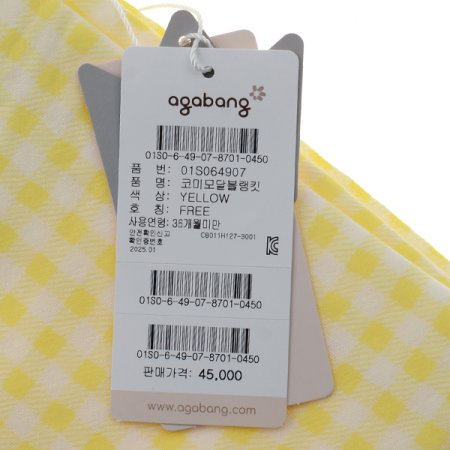 agabang
01S0-6-49-07-8701-0450
품 번: 01S064907
품 명: 코미모달블랭킷
색 상: YELLOW
호 칭: FREE
사용연령: 36개월미만
안전확인신고
확인증번호 CB011H127-3001
2025.01
01S0-6-49-07-8701-0450
01S0-6-49-07-8701-0450
판매가격: 45,000
www.agabang.com